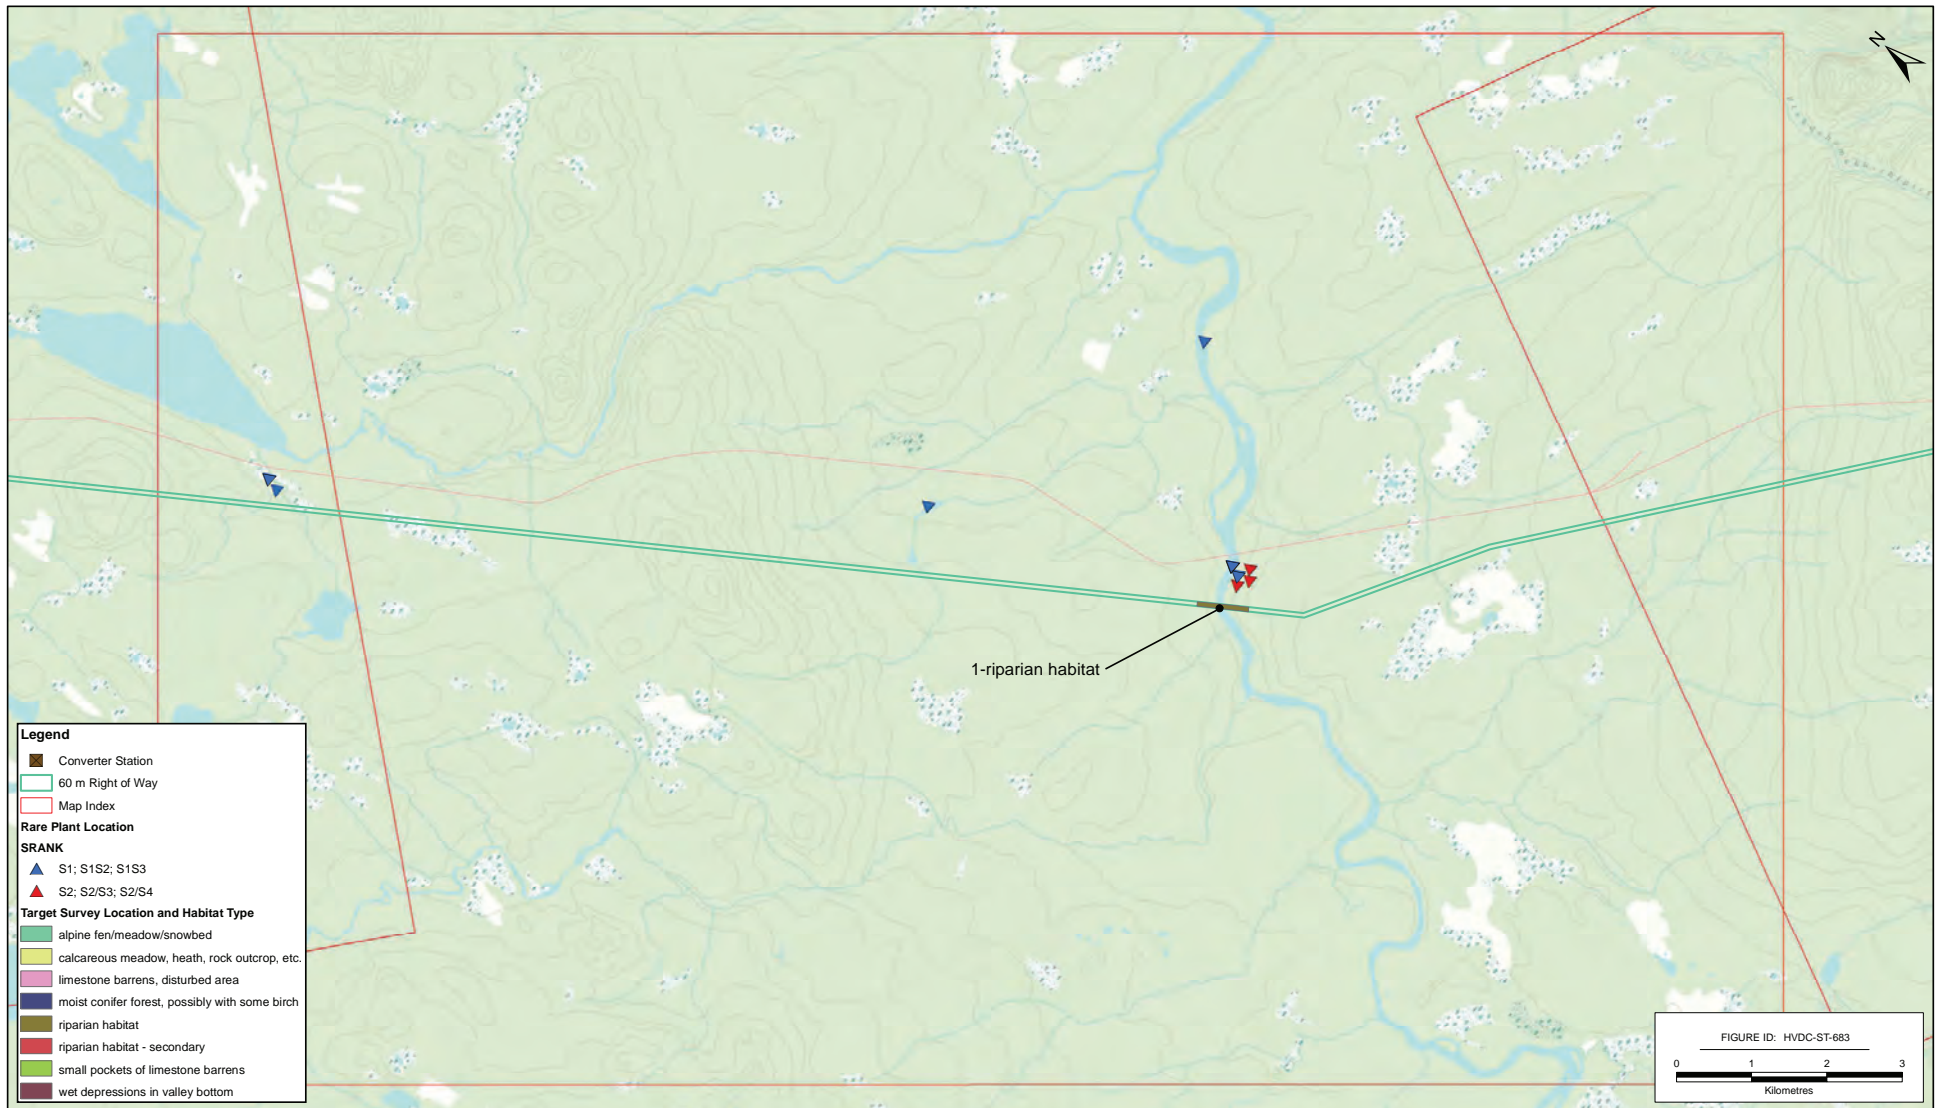 N
1-riparian habitat
Legend
Converter Station
60 m Right of Way
Map Index
Rare Plant Location
SRANK
S1; S1S2; S1S3
S2; S2/S3; S2/S4
Target Survey Location and Habitat Type
alpine fen/meadow/snowbed
calcareous meadow, heath, rock outcrop, etc.
limestone barrens, disturbed area
moist conifer forest, possibly with some birch
riparian habitat
riparian habitat - secondary
small pockets of limestone barrens
wet depressions in valley bottom
FIGURE ID: HVDC-ST-683
0 1 2 3
Kilometres